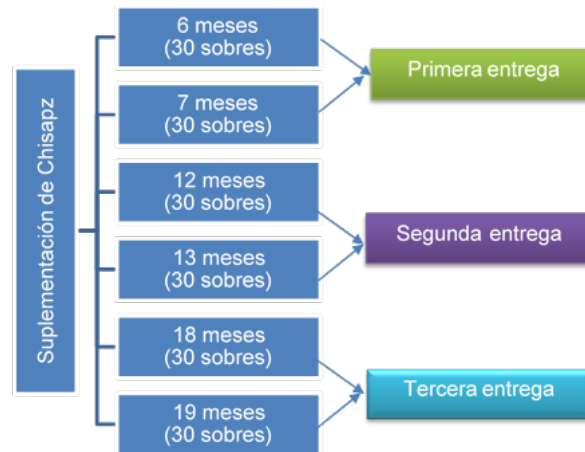 Suplementación de Chisapz
6 meses
(30 sobres)
7 meses
(30 sobres)
12 meses
(30 sobres)
13 meses
(30 sobres)
18 meses
(30 sobres)
19 meses
(30 sobres)
Primera entrega
Segunda entrega
Tercera entrega